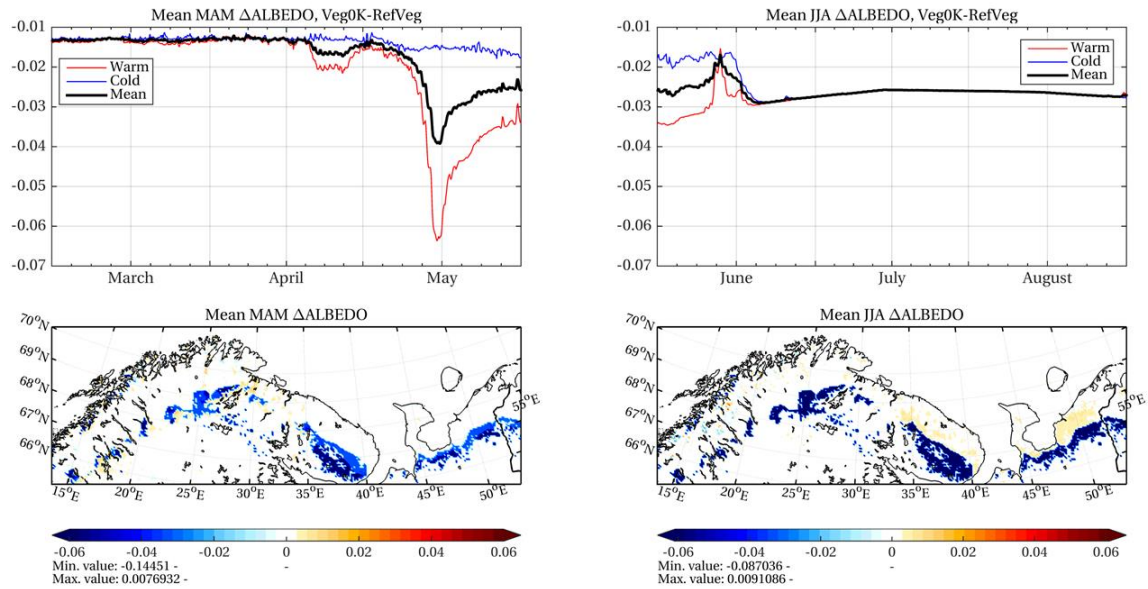 Mean MAM ΔALBEDO, Veg0K-RefVeg
-0.01
-0.02
-0.03
-0.04
-0.05
-0.06
-0.07
Warm
Cold
Mean
March April May
Mean JJA ΔALBEDO, Veg0K-RefVeg
-0.01
-0.02
-0.03
-0.04
-0.05
-0.06
-0.07
Warm
Cold
Mean
June July August
Mean MAM ΔALBEDO
70°N
69°N
68°N
67°N
66°N
15°E 20°E 25°E 30°E 35°E 40°E 45°E 50°E
55°E
-0.06 -0.04 -0.02 0 0.02 0.04 0.06
Min. value: -0.14451 - -
Max. value: 0.0076932 -
Mean JJA ΔALBEDO
70°N
69°N
68°N
67°N
66°N
15°E 20°E 25°E 30°E 35°E 40°E 45°E 50°E
55°E
-0.06 -0.04 -0.02 0 0.02 0.04 0.06
Min. value: -0.087036 - -
Max. value: 0.0091086 -